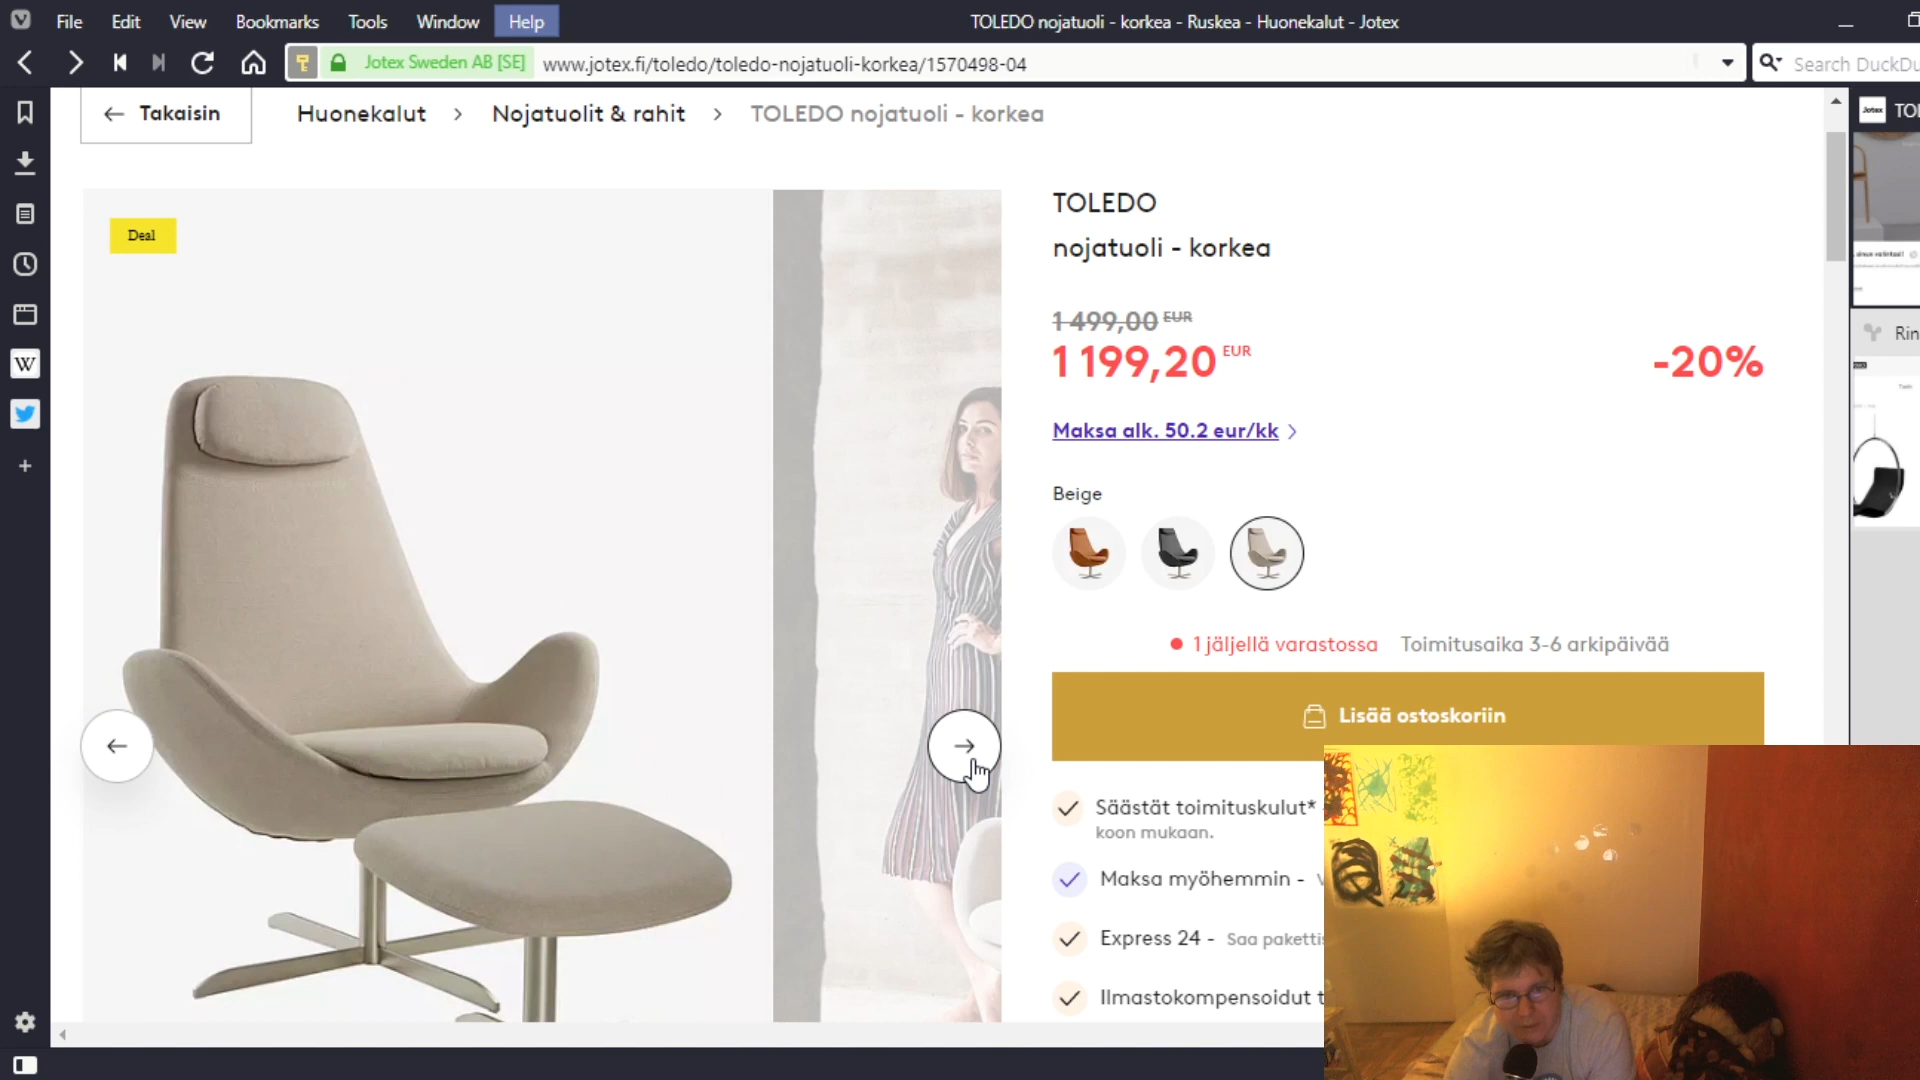 File Edit View Bookmarks Tools Window Help
TOLEDO nojatuoli - korkea - Ruskea - Huonekalut - Jotex
Jotex Sweden AB [SE] www.jotex.fi/toledo/toledo-nojatuoli-korkea/1570498-04
Search DuckDu
← Takaisin
Huonekalut > Nojatuolit & rahit > TOLEDO nojatuoli - korkea
Jotex
Deal
TOLEDO
nojatuoli - korkea
1 499,00 EUR
1 199,20 EUR
-20%
Maksa alk. 50.2 eur/kk >
Rin
W
Beige
1 jäljellä varastossa Toimitusaika 3-6 arkipäivää
Lisää ostoskoriin
Säästät toimituskulut*
koon mukaan.
Maksa myöhemmin -
Express 24 - Saa paketti
Ilmastokompensoidut t